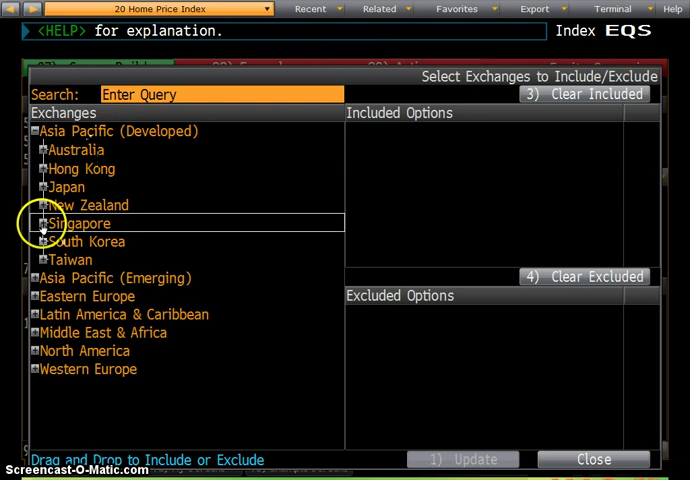 20 Home Price Index Recent Related Favorites Export Terminal Help
<HELP> for explanation. Index EQS
Select Exchanges to Include/Exclude
Search: Enter Query 3) Clear Included
Exchanges Included Options
Asia Pacific (Developed)
Australia
Hong Kong
Japan
New Zealand
Singapore
South Korea
Taiwan
4) Clear Excluded
Asia Pacific (Emerging)
Excluded Options
Eastern Europe
Latin America & Caribbean
Middle East & Africa
North America
Western Europe
Drag and Drop to Include or Exclude 1) Update Close
Screencast-O-Matic.com